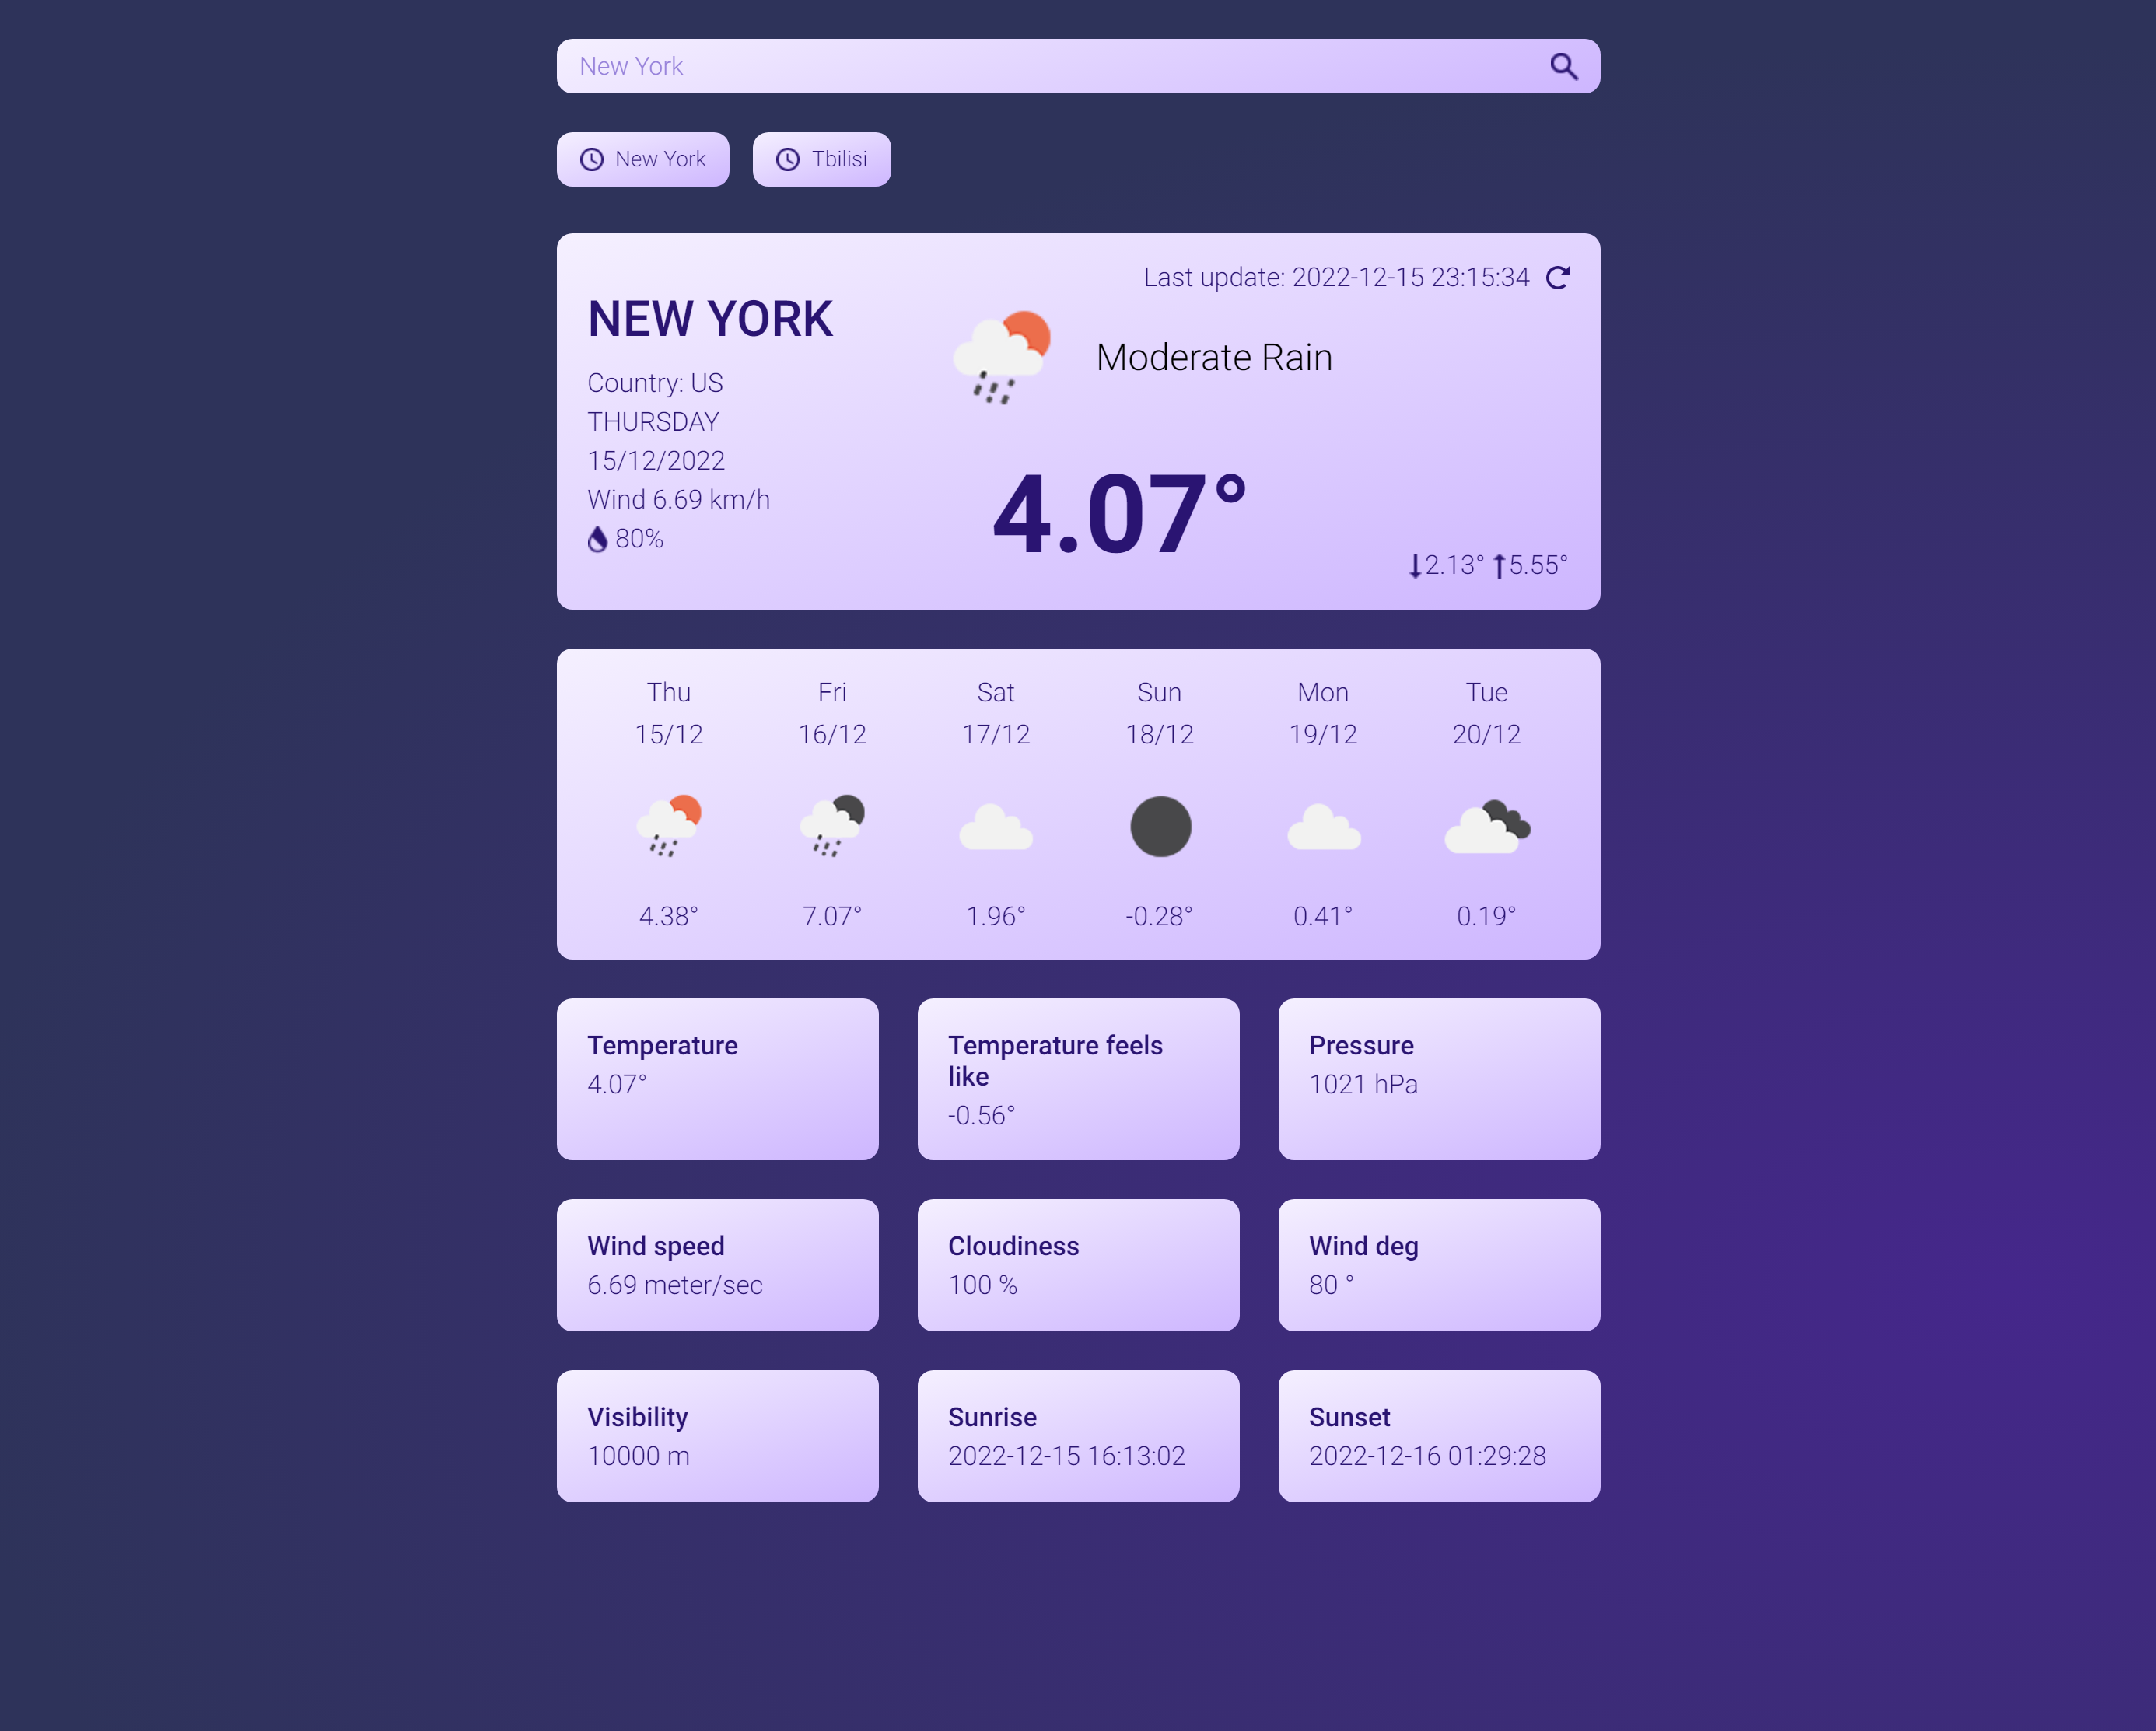 New York
New York
Tbilisi
Last update: 2022-12-15 23:15:34
NEW YORK
Country: US
THURSDAY
15/12/2022
Wind 6.69 km/h
80%
Moderate Rain
4.07°
2.13° 5.55°
Thu Fri Sat Sun Mon Tue
15/12 16/12 17/12 18/12 19/12 20/12
4.38° 7.07° 1.96° -0.28° 0.41° 0.19°
Temperature
4.07°
Temperature feels
like
-0.56°
Pressure
1021 hPa
Wind speed
6.69 meter/sec
Cloudiness
100 %
Wind deg
80 °
Visibility
10000 m
Sunrise
2022-12-15 16:13:02
Sunset
2022-12-16 01:29:28